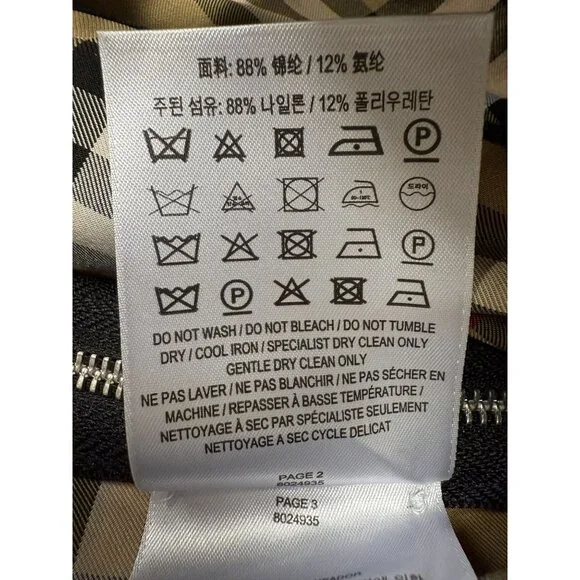 面料: 88% 锦纶 / 12% 氨纶
주된 섬유: 88% 나일론 / 12% 폴리우레탄
P
드라이
P
P
DO NOT WASH / DO NOT BLEACH / DO NOT TUMBLE
DRY / COOL IRON / SPECIALIST DRY CLEAN ONLY
GENTLE DRY CLEAN ONLY
NE PAS LAVER / NE PAS BLANCHIR / NE PAS SÉCHER EN
MACHINE / REPASSER À BASSE TEMPÉRATURE /
NETTOYAGE A SEC PAR SPÉCIALISTE SEULEMENT
NETTOYAGE A SEC CYCLE DELICAT
PAGE 2
8024935
PAGE 3
8024935